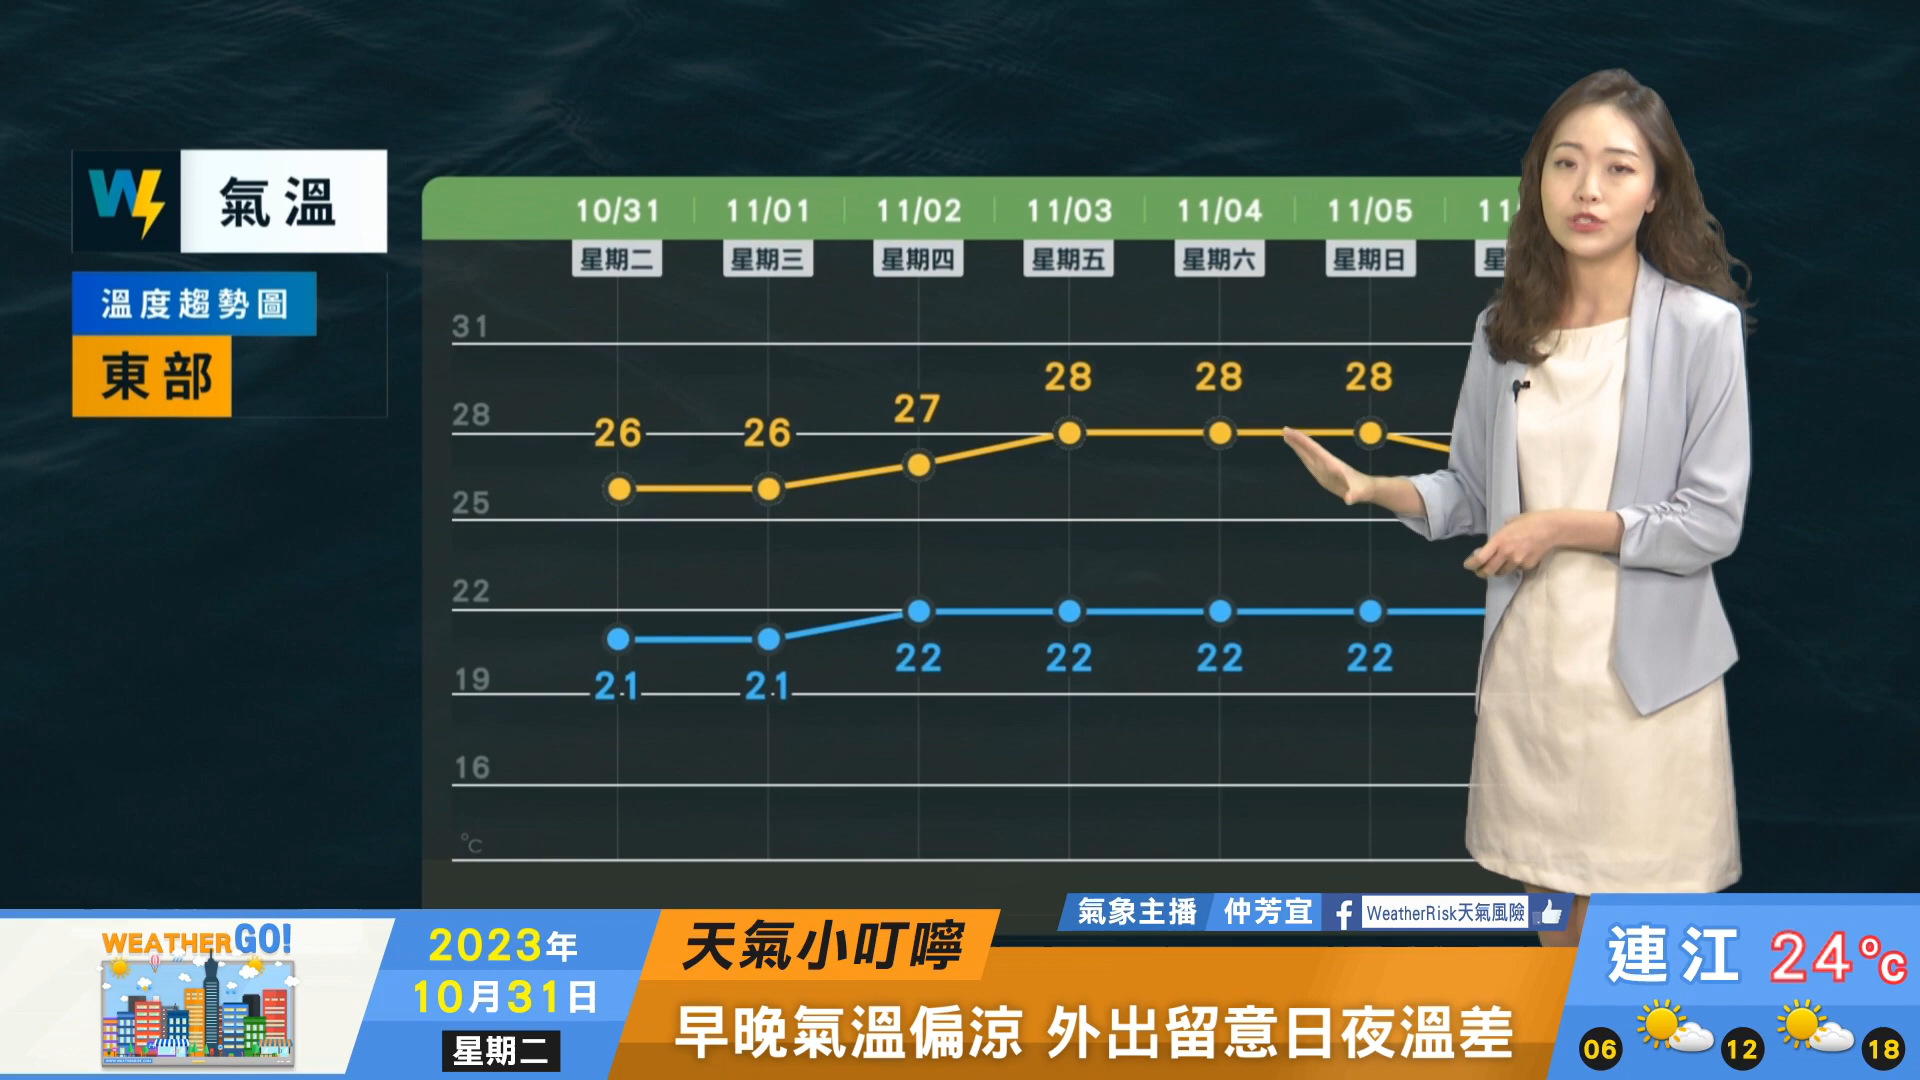 氣溫
溫度趨勢圖
東部
10/31 11/01 11/02 11/03 11/04 11/05 11/
星期二 星期三 星期四 星期五 星期六 星期日 星
31
28 28 28
27
28
26 26
25
22
22 22 22 22
19
21 21
16
°C
氣象主播 仲芳宜 WeatherRisk天氣風險
WEATHER GO!
2023年
10月31日
星期二
天氣小叮嚀
早晚氣溫偏涼 外出留意日夜溫差
連江 24°C
06 12 18